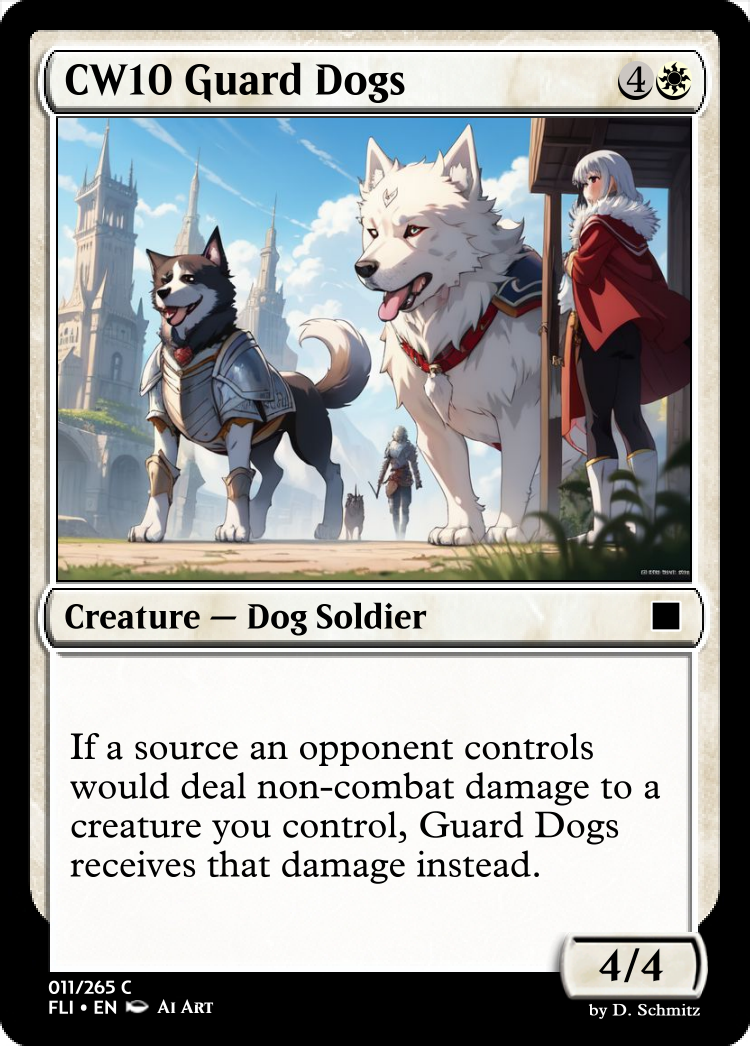 CW10 Guard Dogs 4
Creature — Dog Soldier
If a source an opponent controls
would deal non-combat damage to a
creature you control, Guard Dogs
receives that damage instead.
4/4
011/265 C
FLI • EN AI ART
by D. Schmitz